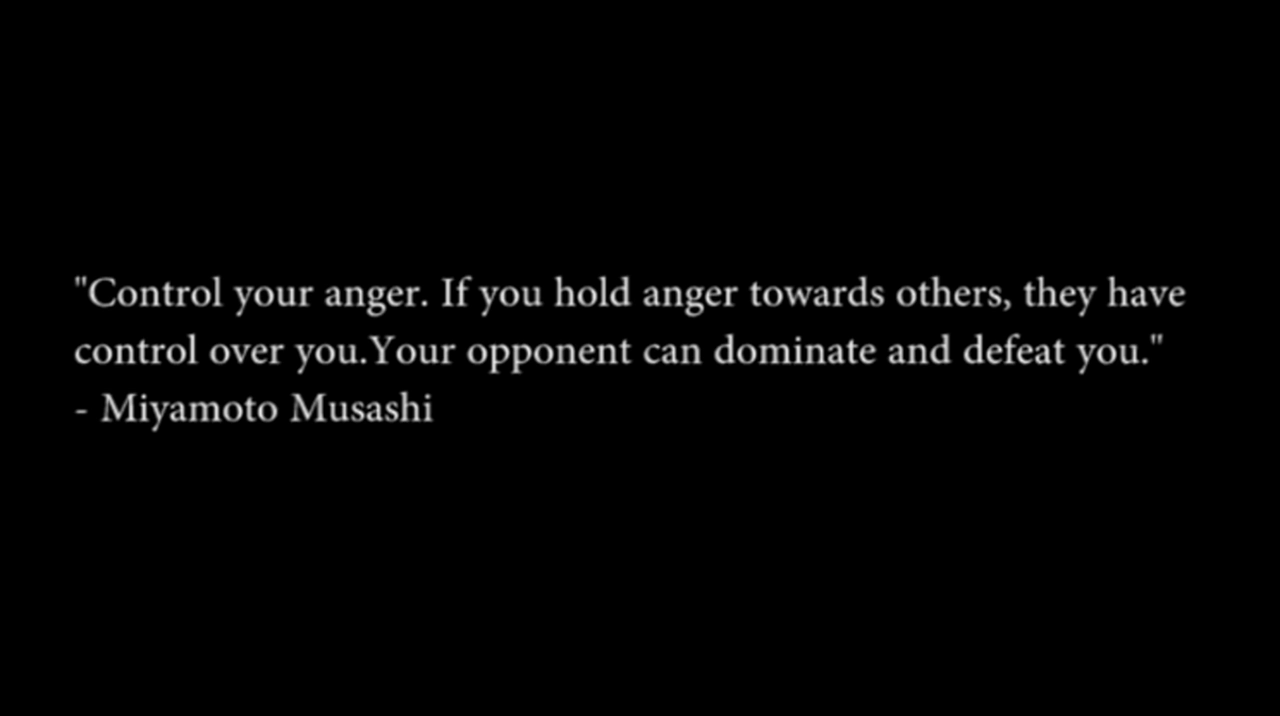 "Control your anger. If you hold anger towards others, they have
control over you.Your opponent can dominate and defeat you."
- Miyamoto Musashi